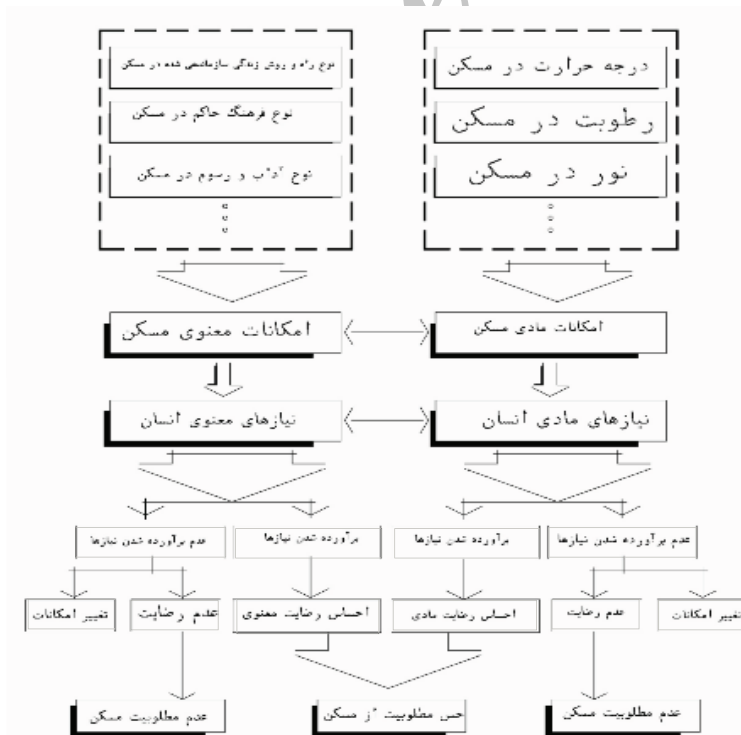 درجه حرارت در مسکن
رطوبت در مسکن
نور در مسکن
نوع راه و روش زندگی سازماندهی شده در مسکن
نوع فرهنگ حاکم در مسکن
نوع آداب و رسوم در مسکن
امکانات مادی مسکن
امکانات معنوی مسکن
نیازهای مادی انسان
نیازهای معنوی انسان
عدم برآورده شدن نیازها
برآورده شدن نیازها
برآورده شدن نیازها
عدم برآورده شدن نیازها
تغییر امکانات
عدم رضایت
احساس رضایت مادی
احساس رضایت معنوی
عدم رضایت
تغییر امکانات
عدم مطلوبیت مسکن
حس مطلوبیت از مسکن
عدم مطلوبیت مسکن